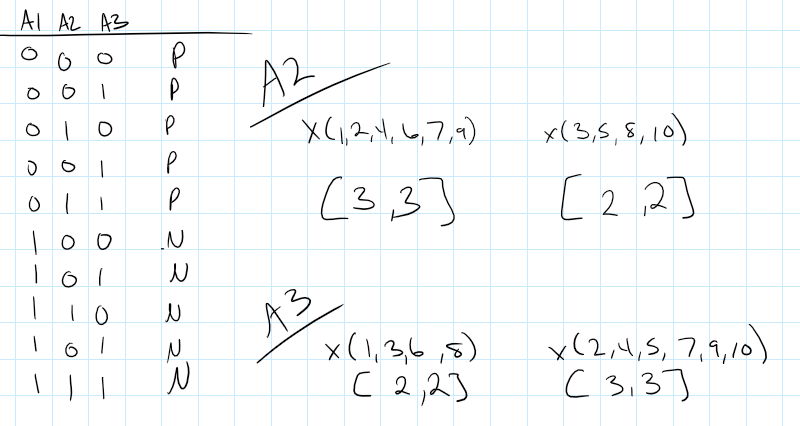 A1 A2 A3
0 0 0 P
0 0 1 P
0 1 0 P
0 0 1 P
0 1 1 P
1 0 0 N
1 0 1 N
1 1 0 N
1 0 1 N
1 1 1 N
A2
X(1,2,4,6,7,9) x(3,5,8,10)
[3,3] [2,2]
A3
x(1,3,6,8) x(2,4,5,7,9,10)
[2,2] [3,3]